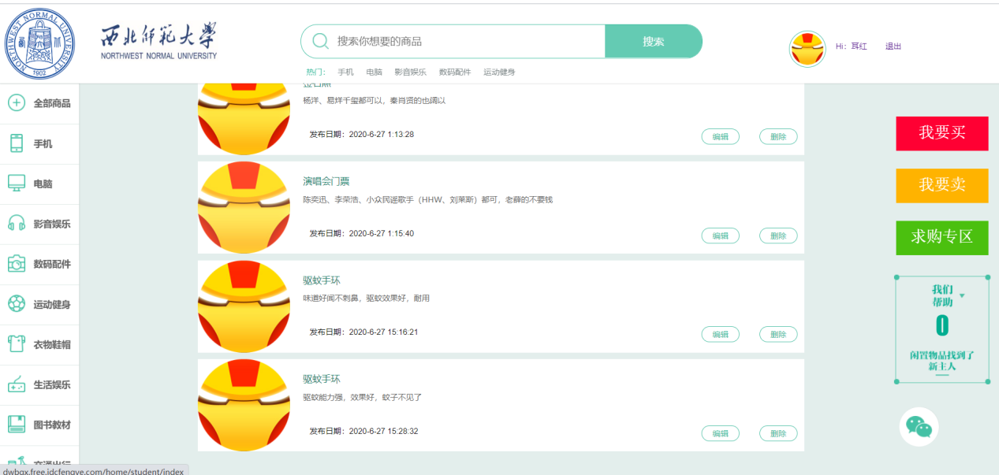 NORTHWEST NORMAL UNIVERSITY
1902
西北师范大学
NORTHWEST NORMAL UNIVERSITY
搜索你想要的商品
搜索
热门： 手机 电脑 影音娱乐 数码配件 运动健身
Hi：耳红 退出
全部商品
手机
电脑
影音娱乐
数码配件
运动健身
衣物鞋帽
生活娱乐
图书教材
交通出行
签名照
杨洋、易烊千玺都可以，秦肖贤的也阔以
发布日期：2020-6-27 1:13:28
编辑 删除
演唱会门票
陈奕迅、李荣浩、小众民谣歌手（HHW、刘莱斯）都可，老薛的不要钱
发布日期：2020-6-27 1:15:40
编辑 删除
驱蚊手环
味道好闻不刺鼻，驱蚊效果好，耐用
发布日期：2020-6-27 15:16:21
编辑 删除
驱蚊手环
驱蚊能力强，效果好，蚊子不见了
发布日期：2020-6-27 15:28:32
编辑 删除
我要买
我要卖
求购专区
我们
帮助
0
闲置物品找到了
新主人
dwbgx.free.idcfengye.com/home/student/index